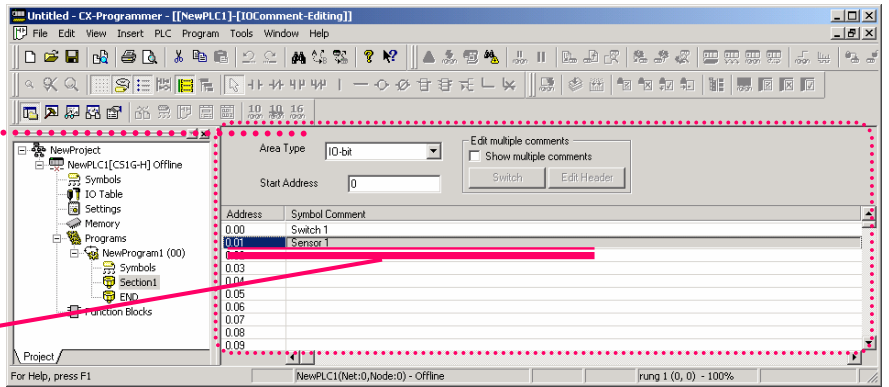 Untitled - CX-Programmer - [[NewPLC1]-[IOComment-Editing]]
File Edit View Insert PLC Program Tools Window Help
10 10 16
NewProject
NewPLC1[CS1G-H] Offline
Symbols
IO Table
Settings
Memory
Programs
NewProgram1 (00)
Symbols
Section1
END
Function Blocks
Project
Area Type IO-bit
Start Address 0
Edit multiple comments
Show multiple comments
Switch Edit Header
Address Symbol Comment
0.00 Switch 1
0.01 Sensor 1
0.03
0.04
0.05
0.06
0.07
0.08
0.09
For Help, press F1 NewPLC1(Net:0,Node:0) - Offline rung 1 (0, 0) - 100%